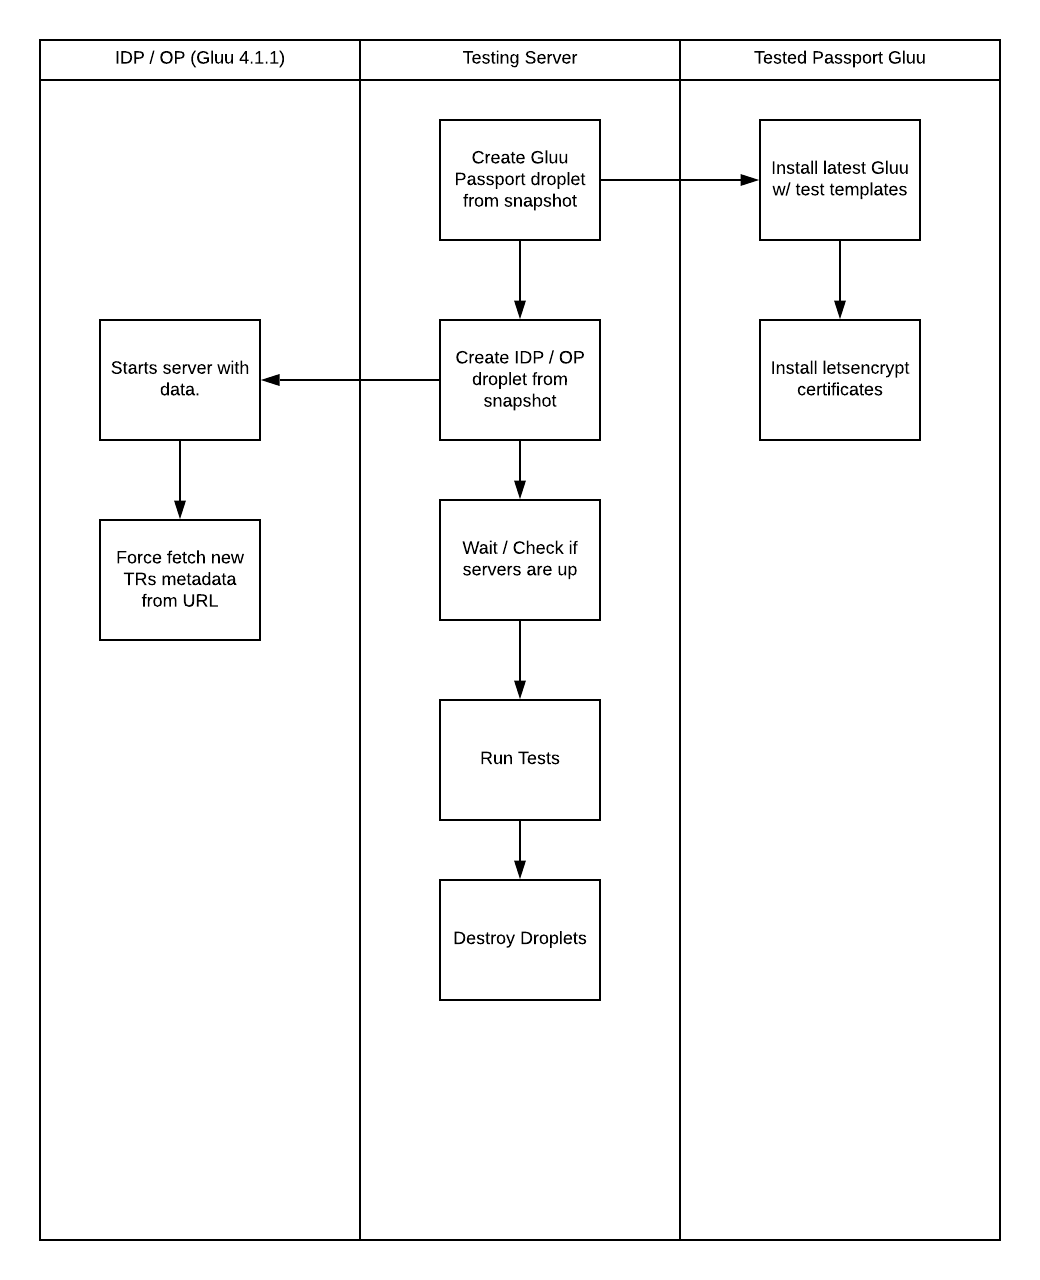 IDP / OP (Gluu 4.1.1)
Testing Server
Tested Passport Gluu
Create Gluu
Passport droplet
from snapshot
Install latest Gluu
w/ test templates
Starts server with
data.
Create IDP / OP
droplet from
snapshot
Install letsencrypt
certificates
Force fetch new
TRs metadata
from URL
Wait / Check if
servers are up
Run Tests
Destroy Droplets